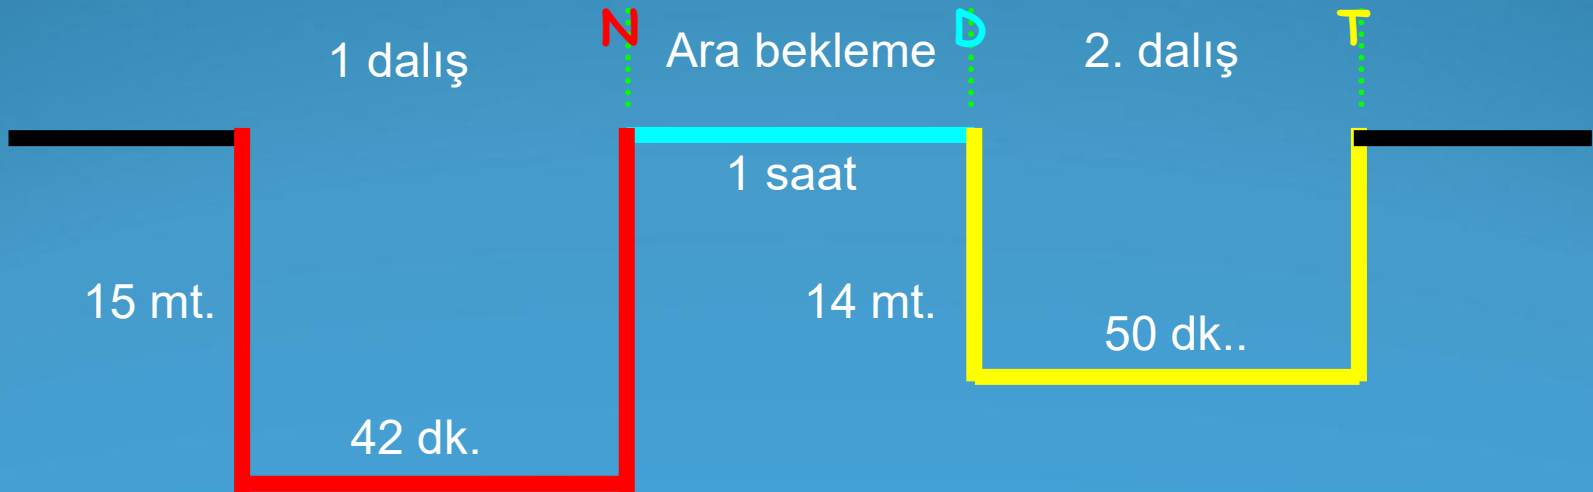 1 dalış
N
Ara bekleme
D
2. dalış
T
1 saat
15 mt.
14 mt.
50 dk..
42 dk.